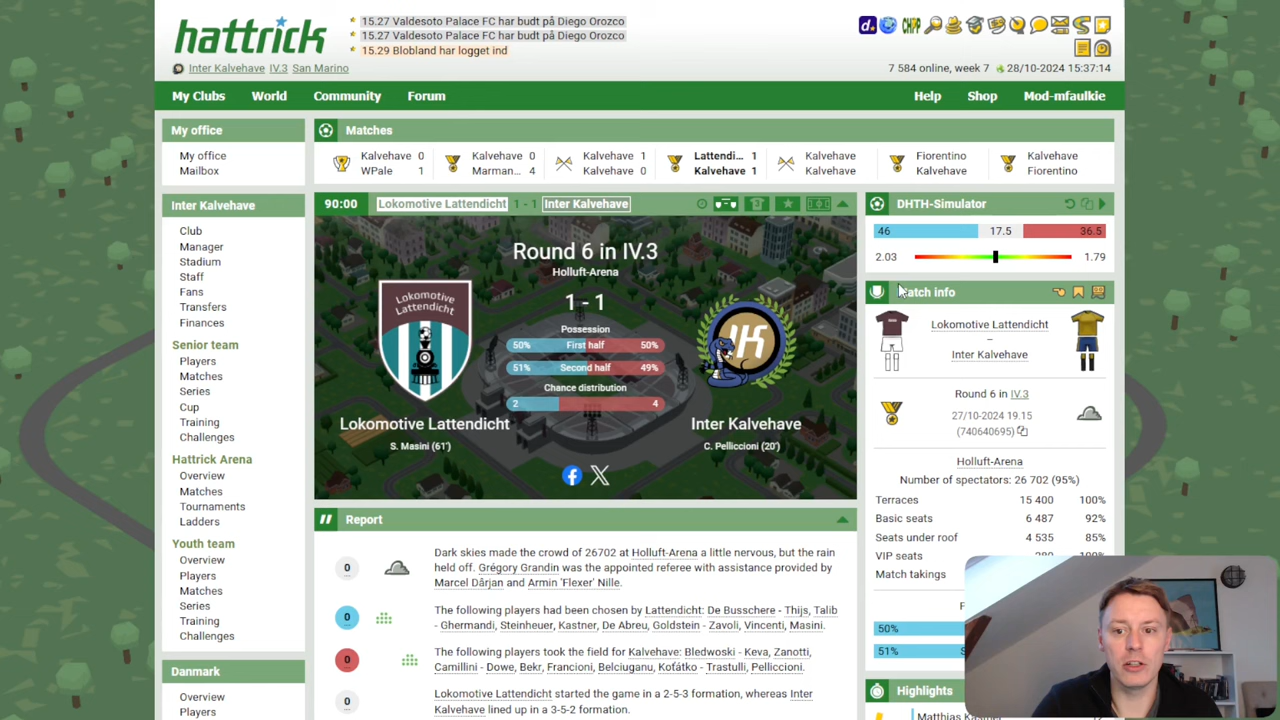 hattrick
15.27 Valdesoto Palace FC har budt på Diego Orozco
15.27 Valdesoto Palace FC har budt på Diego Orozco
15.29 Blobland har logget ind
d.
CHPP
Inter Kalvehave IV.3 San Marino
7 584 online, week 7 28/10-2024 15:37:14
My Clubs World Community Forum Help Shop Mod-mfaulkie
My office
My office
Mailbox
Inter Kalvehave
Club
Manager
Stadium
Staff
Fans
Transfers
Finances
Senior team
Players
Matches
Series
Cup
Training
Challenges
Hattrick Arena
Overview
Matches
Tournaments
Ladders
Youth team
Overview
Players
Matches
Series
Training
Challenges
Danmark
Overview
Players
Matches
Kalvehave 0 Kalvehave 0 Kalvehave 1 Lattendi... 1 Kalvehave Fiorentino Kalvehave
WPale 1 Marman... 4 Kalvehave 0 Kalvehave 1 Kalvehave Kalvehave Fiorentino
90:00 Lokomotive Lattendicht 1 - 1 Inter Kalvehave
Round 6 in IV.3
Holluft-Arena
1 - 1
Lokomotive
Lattendicht
IK
Possession
50% First half 50%
51% Second half 49%
Chance distribution
2 4
Lokomotive Lattendicht Inter Kalvehave
S. Masini (61') C. Pelliccioni (20')
Report
0 Dark skies made the crowd of 26702 at Holluft-Arena a little nervous, but the rain
held off. Grégory Grandin was the appointed referee with assistance provided by
Marcel Dârjan and Armin 'Flexer' Nille.
0 The following players had been chosen by Lattendicht: De Busschere - Thijs, Talib
- Ghermandi, Steinheuer, Kastner, De Abreu, Goldstein - Zavoli, Vincenti, Masini.
0 The following players took the field for Kalvehave: Bledwoski - Keva, Zanotti,
Camillini - Dowe, Bekr, Francioni, Belciuganu, Koťátko - Trastulli, Pelliccioni.
0 Lokomotive Lattendicht started the game in a 2-5-3 formation, whereas Inter
Kalvehave lined up in a 3-5-2 formation.
DHTH-Simulator
46 17.5 36.5
2.03 1.79
Match info
Lokomotive Lattendicht
–
Inter Kalvehave
Round 6 in IV.3
27/10-2024 19.15
(740640695)
Holluft-Arena
Number of spectators: 26 702 (95%)
Terraces 15 400 100%
Basic seats 6 487 92%
Seats under roof 4 535 85%
VIP seats
Match takings
50%
51%
Highlights
Matthias Kastner